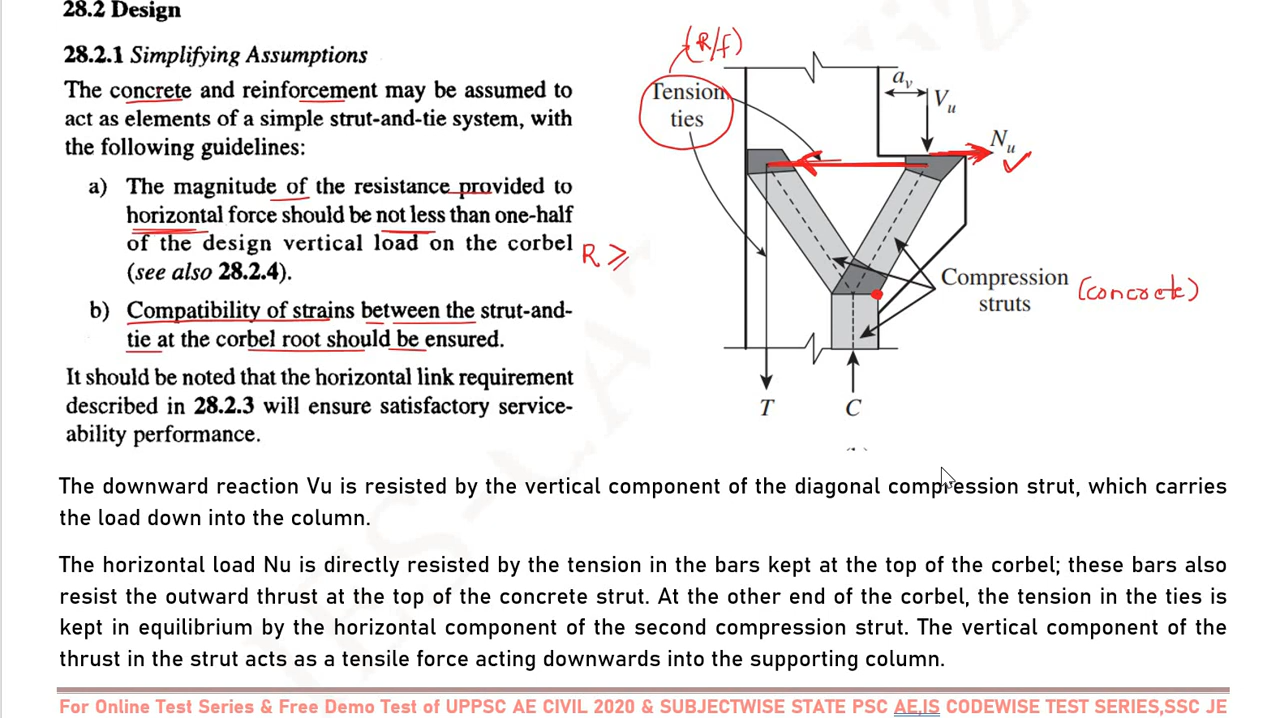 28.2 Design
28.2.1 Simplifying Assumptions
The concrete and reinforcement may be assumed to
act as elements of a simple strut-and-tie system, with
the following guidelines:
a) The magnitude of the resistance provided to
horizontal force should be not less than one-half
of the design vertical load on the corbel
(see also 28.2.4).
b) Compatibility of strains between the strut-and-
tie at the corbel root should be ensured.
It should be noted that the horizontal link requirement
described in 28.2.3 will ensure satisfactory service-
ability performance.
R ≥
(R/f)
Tension
ties
av
Vu
Nu
Compression
struts
(concrete)
T
C
The downward reaction Vu is resisted by the vertical component of the diagonal compression strut, which carries
the load down into the column.
The horizontal load Nu is directly resisted by the tension in the bars kept at the top of the corbel; these bars also
resist the outward thrust at the top of the concrete strut. At the other end of the corbel, the tension in the ties is
kept in equilibrium by the horizontal component of the second compression strut. The vertical component of the
thrust in the strut acts as a tensile force acting downwards into the supporting column.
For Online Test Series & Free Demo Test of UPPSC AE CIVIL 2020 & SUBJECTWISE STATE PSC AE,IS CODEWISE TEST SERIES,SSC JE